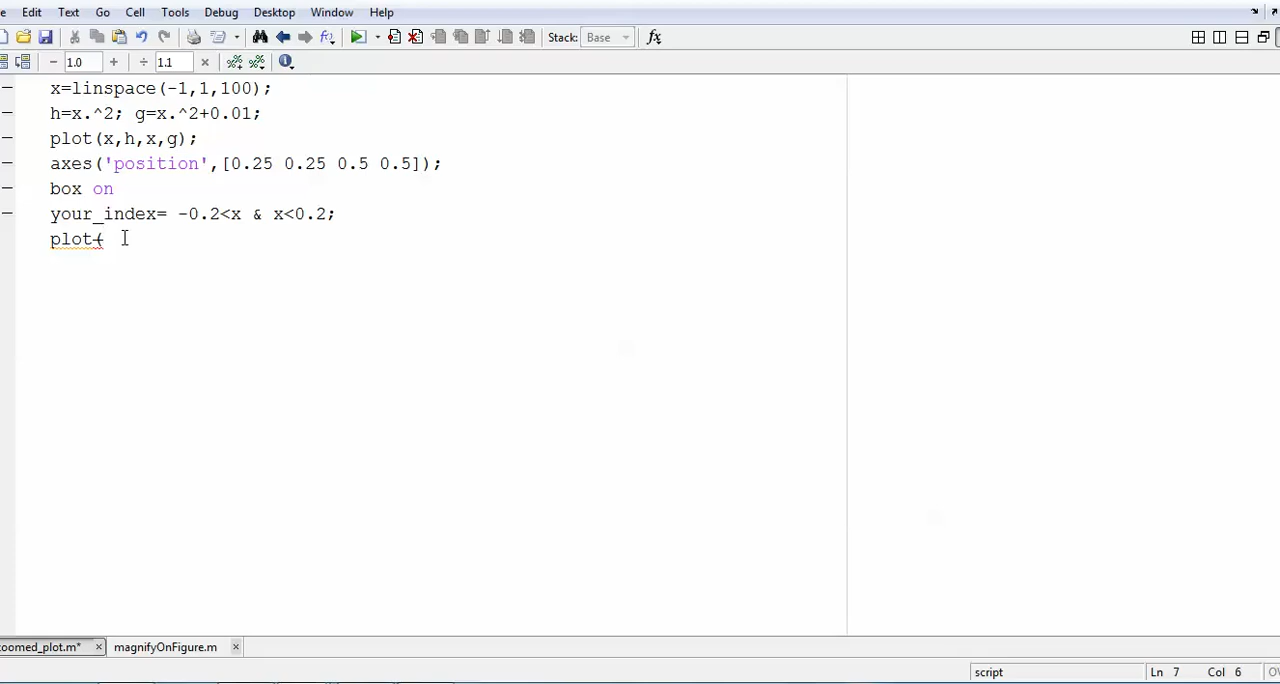 Edit Text Go Cell Tools Debug Desktop Window Help
Stack: Base fx
1.0 + ÷ 1.1 ×
x=linspace(-1,1,100);
h=x.^2; g=x.^2+0.01;
plot(x,h,x,g);
axes('position',[0.25 0.25 0.5 0.5]);
box on
your_index= -0.2<x & x<0.2;
plot(
zoomed_plot.m* × magnifyOnFigure.m ×
script Ln 7 Col 6